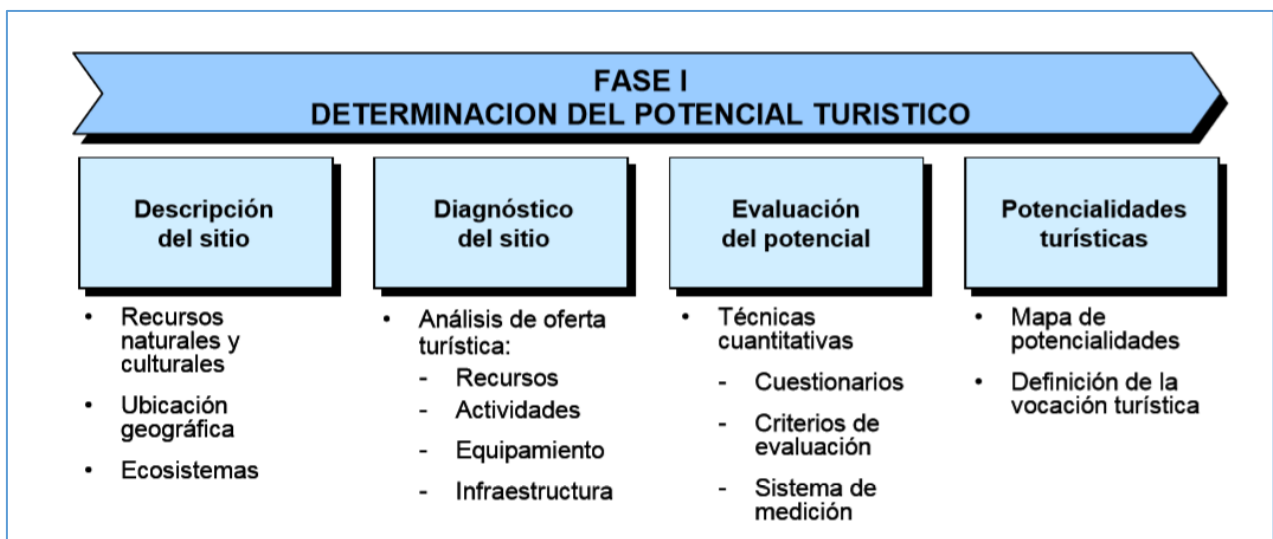 FASE I
DETERMINACION DEL POTENCIAL TURISTICO
Descripción
del sitio
• Recursos
naturales y
culturales
• Ubicación
geográfica
• Ecosistemas
Diagnóstico
del sitio
• Análisis de oferta
turística:
- Recursos
- Actividades
- Equipamiento
- Infraestructura
Evaluación
del potencial
• Técnicas
cuantitativas
- Cuestionarios
- Criterios de
evaluación
- Sistema de
medición
Potencialidades
turísticas
• Mapa de
potencialidades
• Definición de la
vocación turística